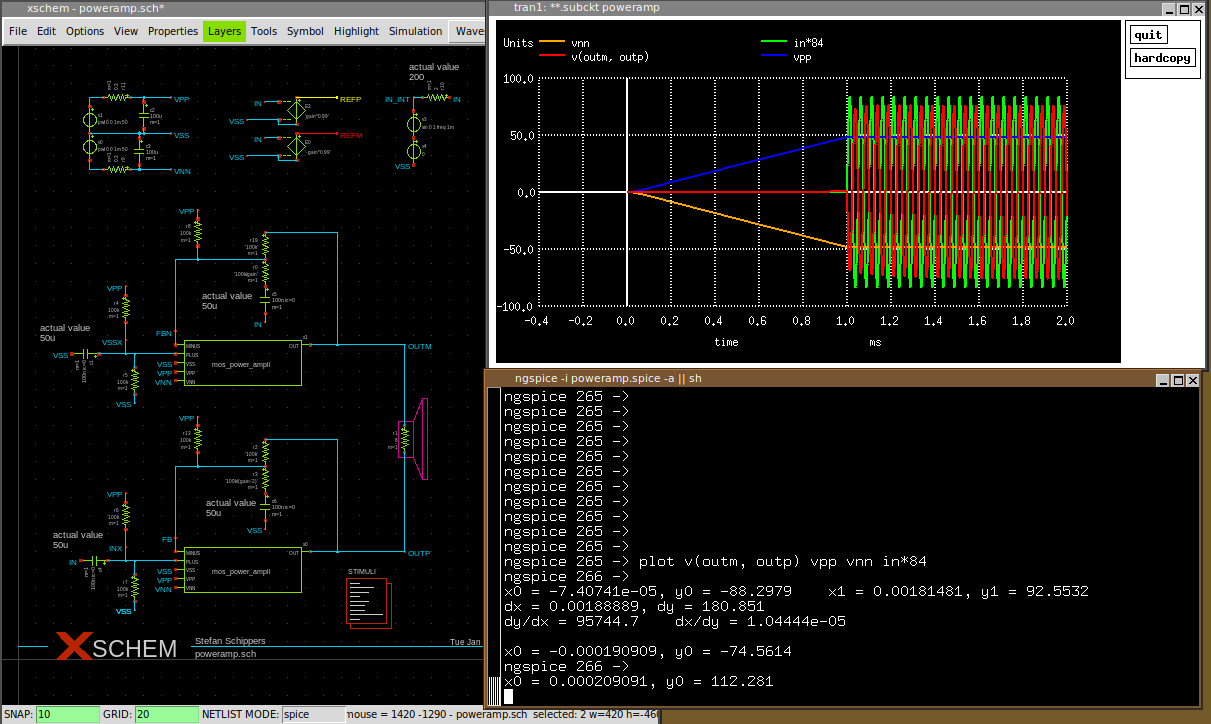 xschem - poweramp.sch*
File Edit Options View Properties Layers Tools Symbol Highlight Simulation Waves
actual value
200
VPP
VSS
VNN
IN
REFP
VSS
IN
REFM
VSS
IN_INT
IN
VSS
VPP
actual value
50u
IN
VPP
actual value
50u
VSSX
FBN
VSS
VSS
VPP
VNN
MINUS
PLUS
VSS
VPP
VNN
OUT
mos_power_ampli
OUTM
VSS
VPP
actual value
50u
VSS
VPP
actual value
50u
INX
FB
IN
VSS
VPP
VNN
MINUS
PLUS
VSS
VPP
VNN
OUT
mos_power_ampli
OUTP
VSS
STIMULI
XSCHEM
Stefan Schippers
poweramp.sch
Tue Jan
SNAP: 10 GRID: 20 NETLIST MODE: spice mouse = 1420 -1290 - poweramp.sch selected: 2 w=420 h=-460
tran1: **.subckt poweramp
quit
hardcopy
Units vnn in*84
v(outm, outp) vpp
100.0
50.0
0.0
-50.0
-100.0
-0.4 -0.2 0.0 0.2 0.4 0.6 0.8 1.0 1.2 1.4 1.6 1.8 2.0
time ms
ngspice -i poweramp.spice -a || sh
ngspice 265 ->
ngspice 265 ->
ngspice 265 ->
ngspice 265 ->
ngspice 265 ->
ngspice 265 ->
ngspice 265 ->
ngspice 265 ->
ngspice 265 ->
ngspice 265 ->
ngspice 265 ->
ngspice 265 -> plot v(outm, outp) vpp vnn in*84
ngspice 266 ->
x0 = -7.40741e-05, y0 = -88.2979 x1 = 0.00181481, y1 = 92.5532
dx = 0.00188889, dy = 180.851
dy/dx = 95744.7 dx/dy = 1.04444e-05
x0 = -0.000190909, y0 = -74.5614
ngspice 266 ->
x0 = 0.000209091, y0 = 112.281